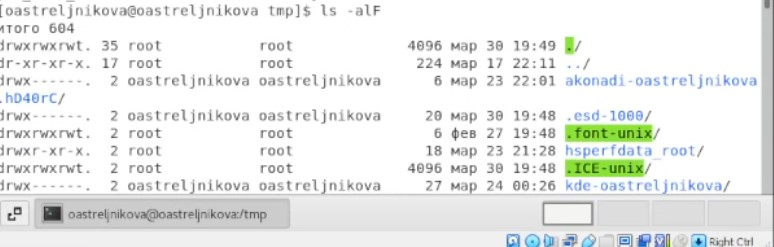 [oastreljnikova@oastreljnikova tmp]$ ls -alF
итого 604
drwxrwxrwt. 35 root root 4096 мар 30 19:49 ./
dr-xr-xr-x. 17 root root 224 мар 17 22:11 ../
drwx------. 2 oastreljnikova oastreljnikova 6 мар 23 22:01 akonadi-oastreljnikova
.hD40rC/
drwx------. 2 oastreljnikova oastreljnikova 20 мар 30 19:48 .esd-1000/
drwxrwxrwt. 2 root root 6 фев 27 19:48 .font-unix/
drwxr-xr-x. 2 root root 18 мар 23 21:28 hsperfdata_root/
drwxrwxrwt. 2 root root 4096 мар 30 19:48 .ICE-unix/
drwx------. 2 oastreljnikova oastreljnikova 27 мар 24 00:26 kde-oastreljnikova/
oastreljnikova@oastreljnikova:/tmp
Right Ctrl